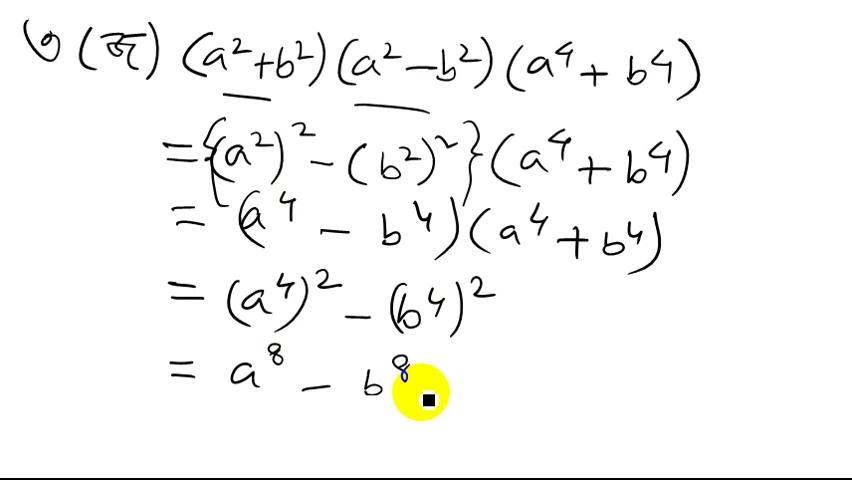 ৩ (জ) (a²+b²)(a²-b²)(a⁴+b⁴)
={(a²)²-(b²)²}(a⁴+b⁴)
= (a⁴-b⁴)(a⁴+b⁴)
= (a⁴)²-(b⁴)²
= a⁸-b⁸